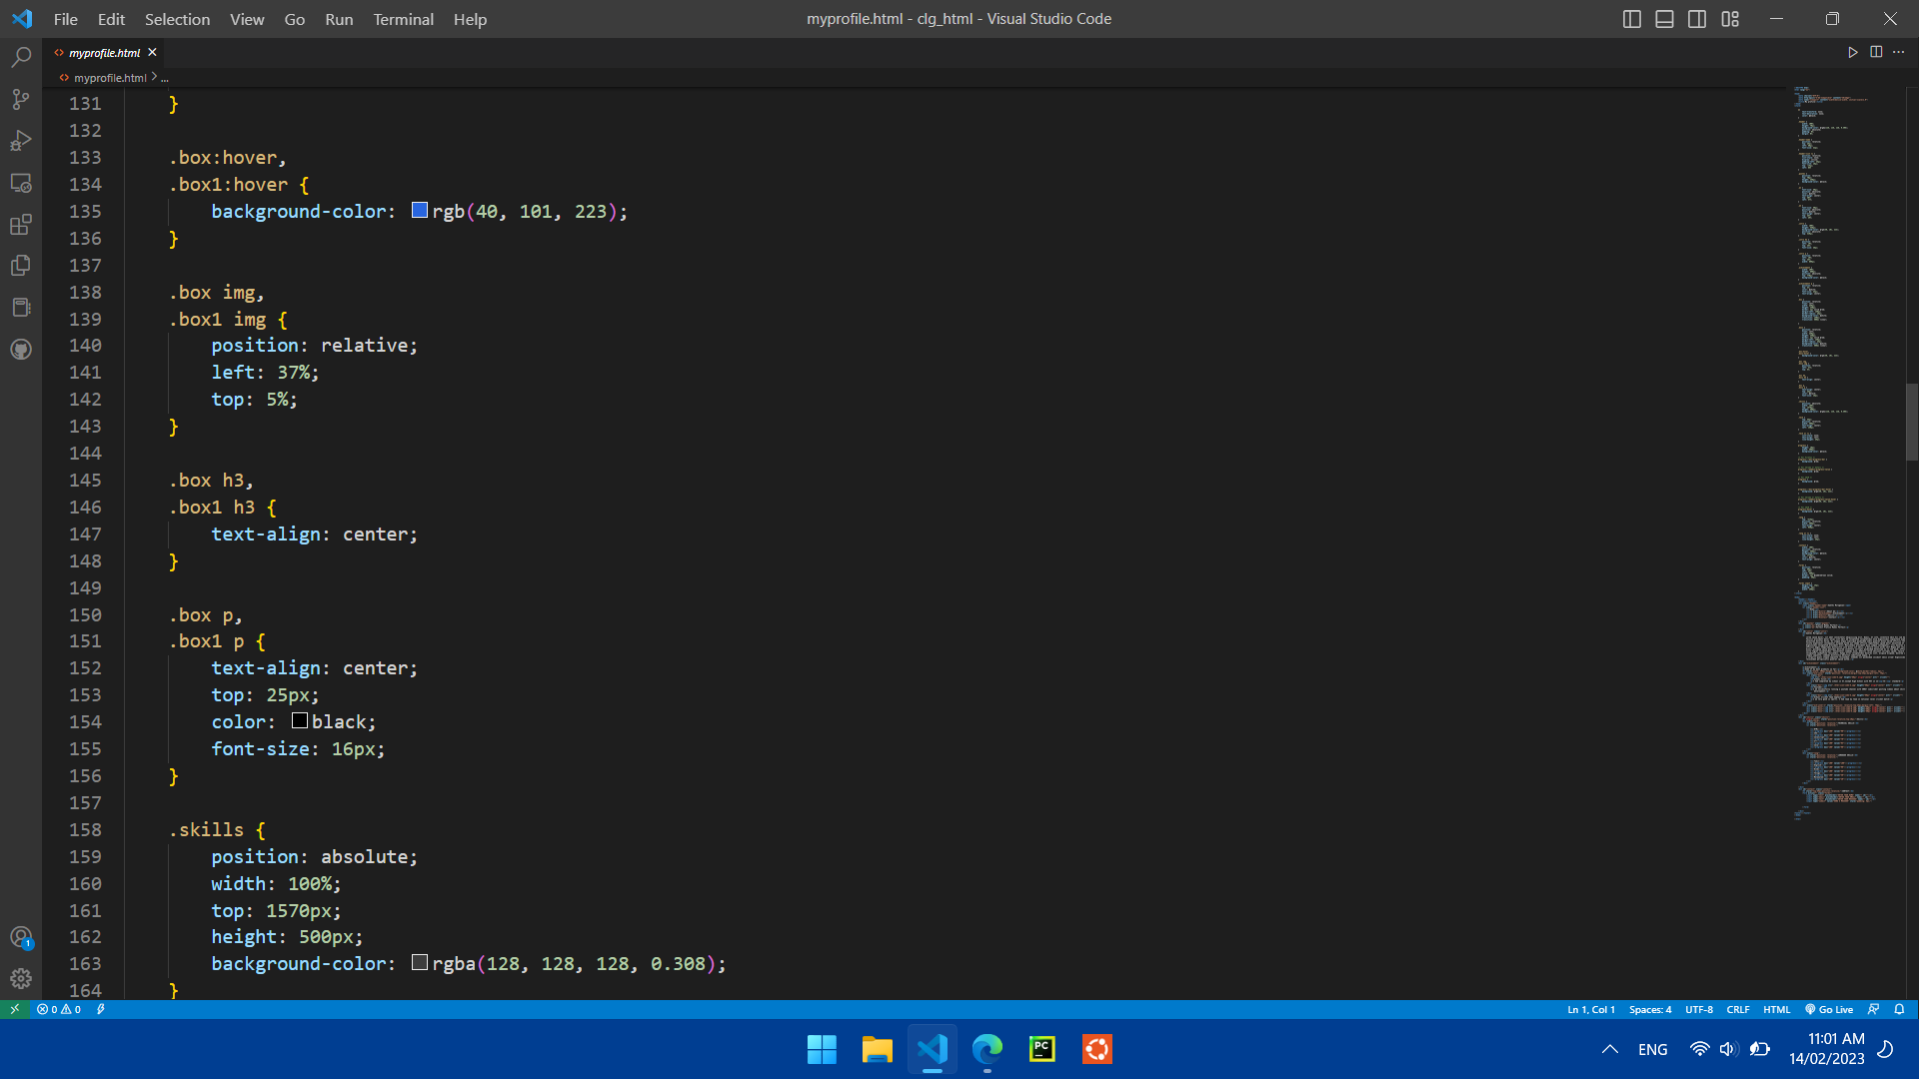 File Edit Selection View Go Run Terminal Help
myprofile.html - clg_html - Visual Studio Code
myprofile.html
myprofile.html > ...
131 }
132
133 .box:hover,
134 .box1:hover {
135 background-color: rgb(40, 101, 223);
136 }
137
138 .box img,
139 .box1 img {
140 position: relative;
141 left: 37%;
142 top: 5%;
143 }
144
145 .box h3,
146 .box1 h3 {
147 text-align: center;
148 }
149
150 .box p,
151 .box1 p {
152 text-align: center;
153 top: 25px;
154 color: black;
155 font-size: 16px;
156 }
157
158 .skills {
159 position: absolute;
160 width: 100%;
161 top: 1570px;
162 height: 500px;
163 background-color: rgba(128, 128, 128, 0.308);
164 }
1
0 0
Ln 1, Col 1 Spaces: 4 UTF-8 CRLF HTML Go Live
PC
ENG
11:01 AM
14/02/2023